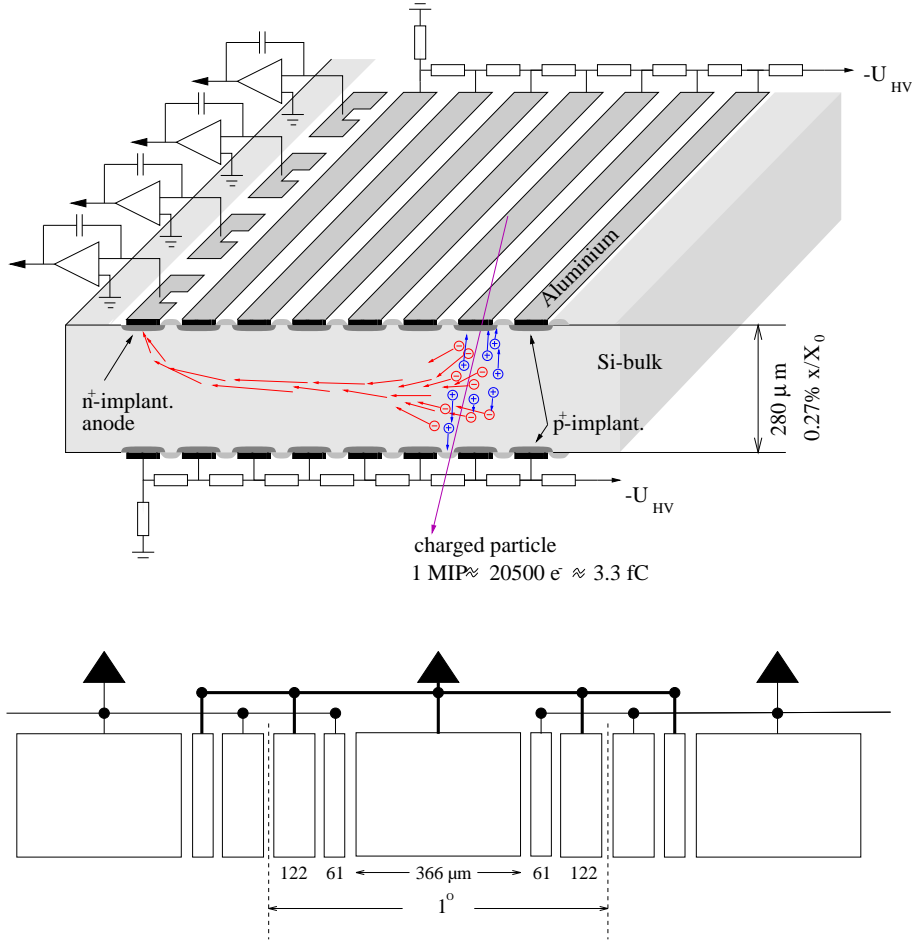 -U HV
Aluminium
Si-bulk
n+-implant.
anode
p+-implant.
280 μ m
0.27% x/X0
-U HV
charged particle
1 MIP≈ 20500 e- ≈ 3.3 fC
122 61 366 μm 61 122
1°